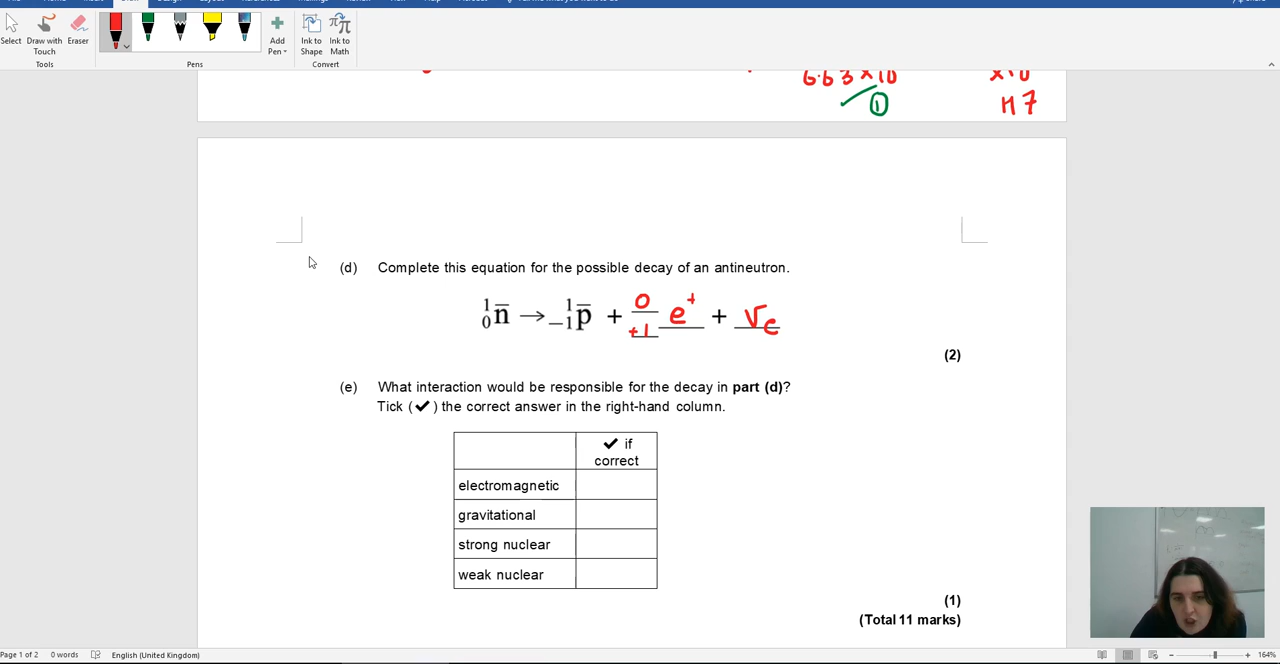 Select
Draw with
Touch
Eraser
Add
Pen
Ink to
Shape
Ink to
Math
Tools
Pens
Convert
6.63 x 10
x10
17
①
(d) Complete this equation for the possible decay of an antineutron.
¹₀n̅ → ¹₋₁p̅ + ⁰₊₁ e⁺ + νe
(2)
(e) What interaction would be responsible for the decay in part (d)?
Tick (✔) the correct answer in the right-hand column.
✔ if
correct
electromagnetic
gravitational
strong nuclear
weak nuclear
(1)
(Total 11 marks)
Page 1 of 2 0 words English (United Kingdom) 164%